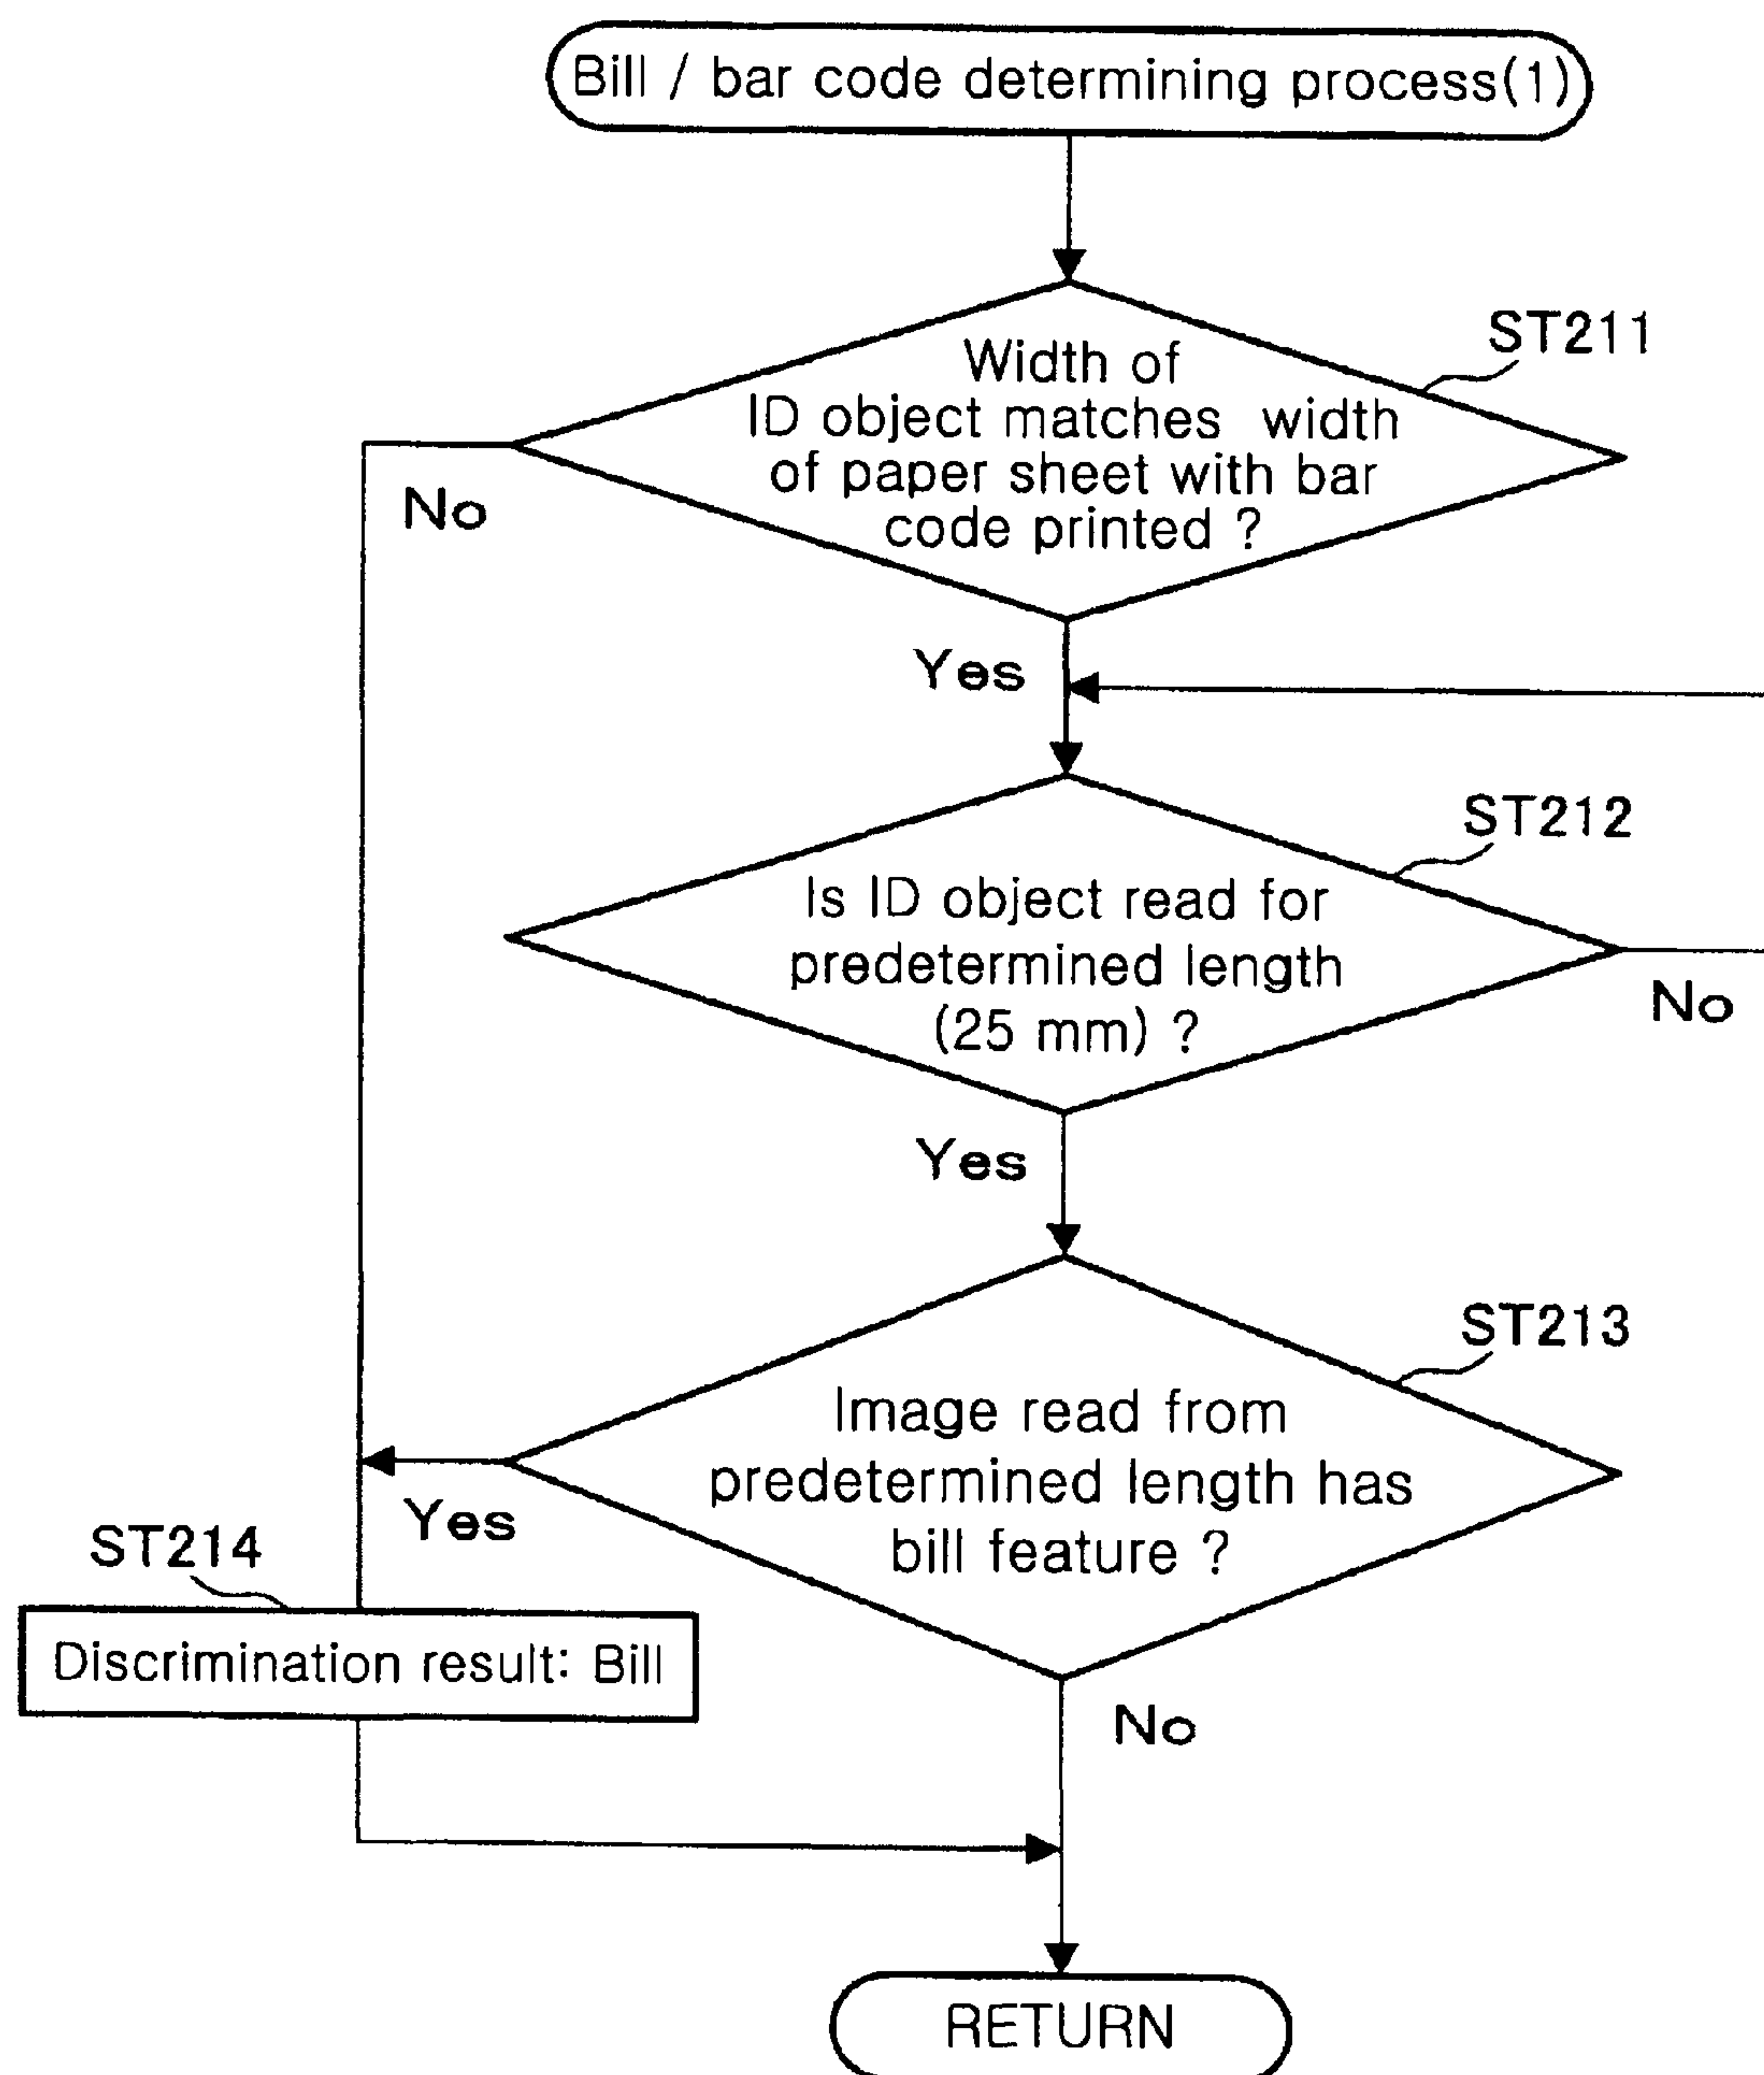 Bill / bar code determining process(1)
ST211
Width of
ID object matches width
of paper sheet with bar
code printed ?
No
Yes
ST212
Is ID object read for
predetermined length
(25 mm) ?
No
Yes
ST213
Image read from
predetermined length has
bill feature ?
Yes
ST214
Discrimination result: Bill
No
RETURN